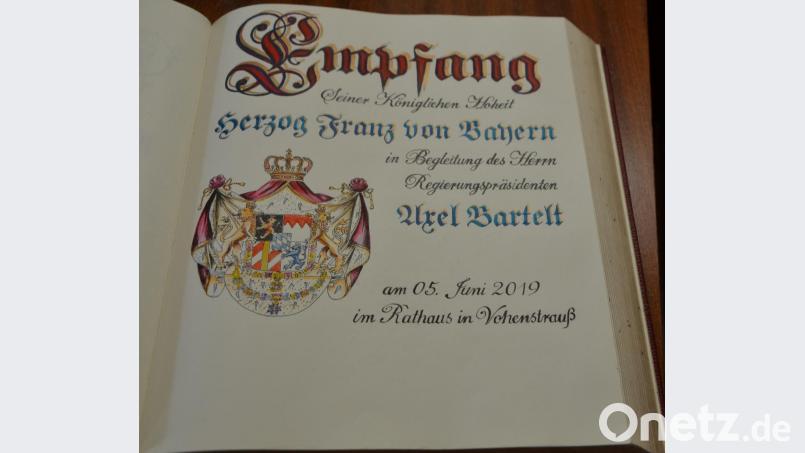 Empfang
Seiner Königlichen Hoheit
Herzog Franz von Bayern
in Begleitung des Herrn
Regierungspräsidenten
Axel Bartelt
am 05. Juni 2019
im Rathaus in Vohenstrauß
Onetz.de